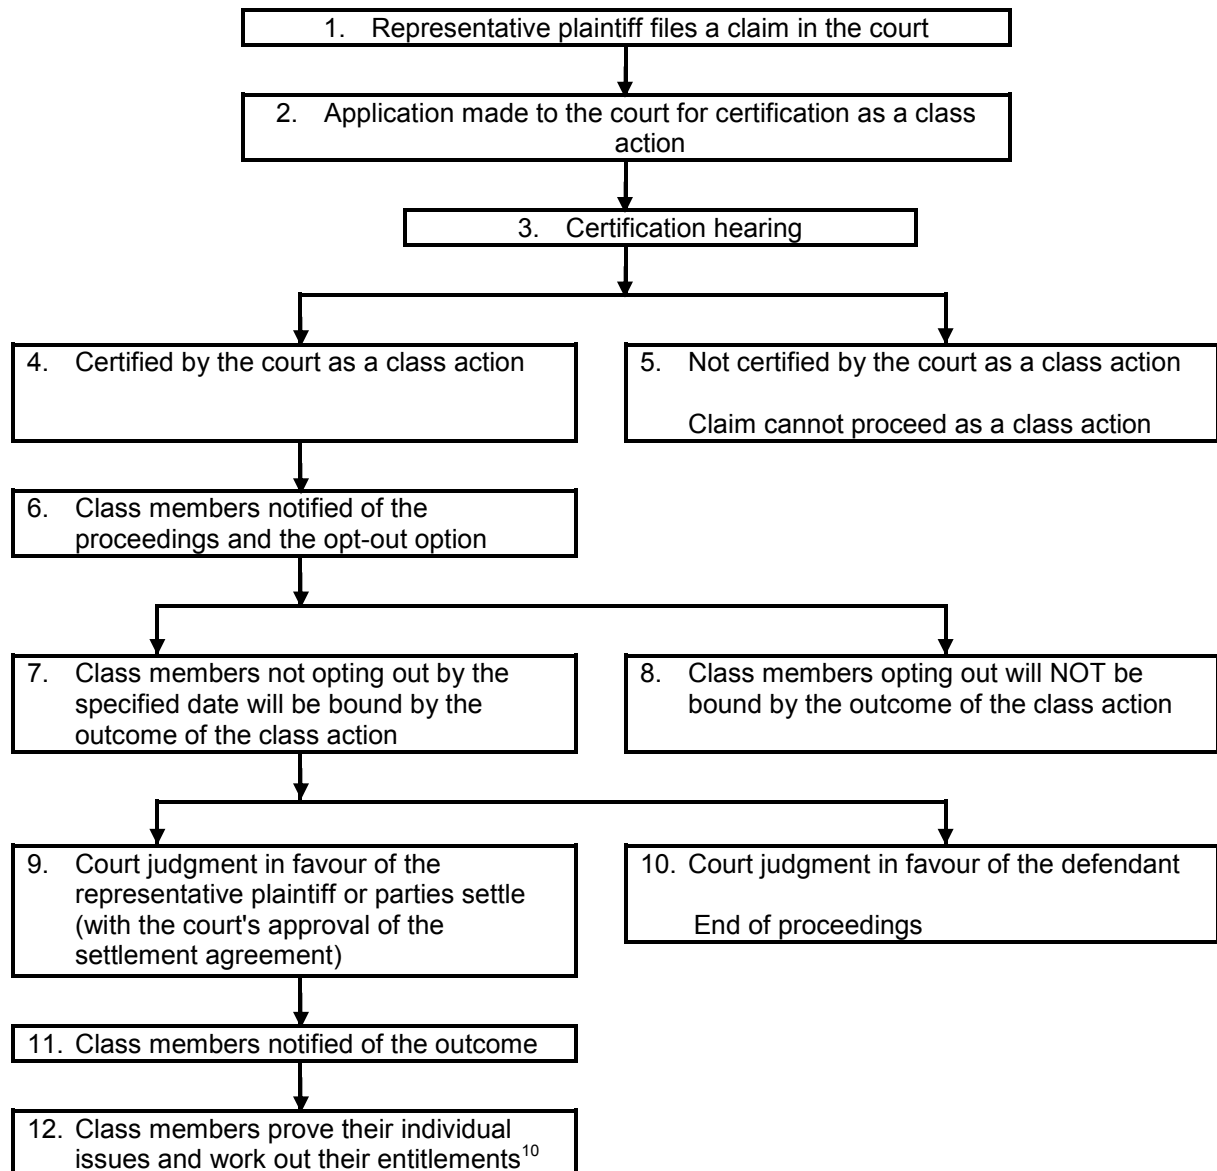 1. Representative plaintiff files a claim in the court
2. Application made to the court for certification as a class
action
3. Certification hearing
4. Certified by the court as a class action
5. Not certified by the court as a class action
Claim cannot proceed as a class action
6. Class members notified of the
proceedings and the opt-out option
7. Class members not opting out by the
specified date will be bound by the
outcome of the class action
8. Class members opting out will NOT be
bound by the outcome of the class action
9. Court judgment in favour of the
representative plaintiff or parties settle
(with the court's approval of the
settlement agreement)
10. Court judgment in favour of the defendant
End of proceedings
11. Class members notified of the outcome
12. Class members prove their individual
issues and work out their entitlements10